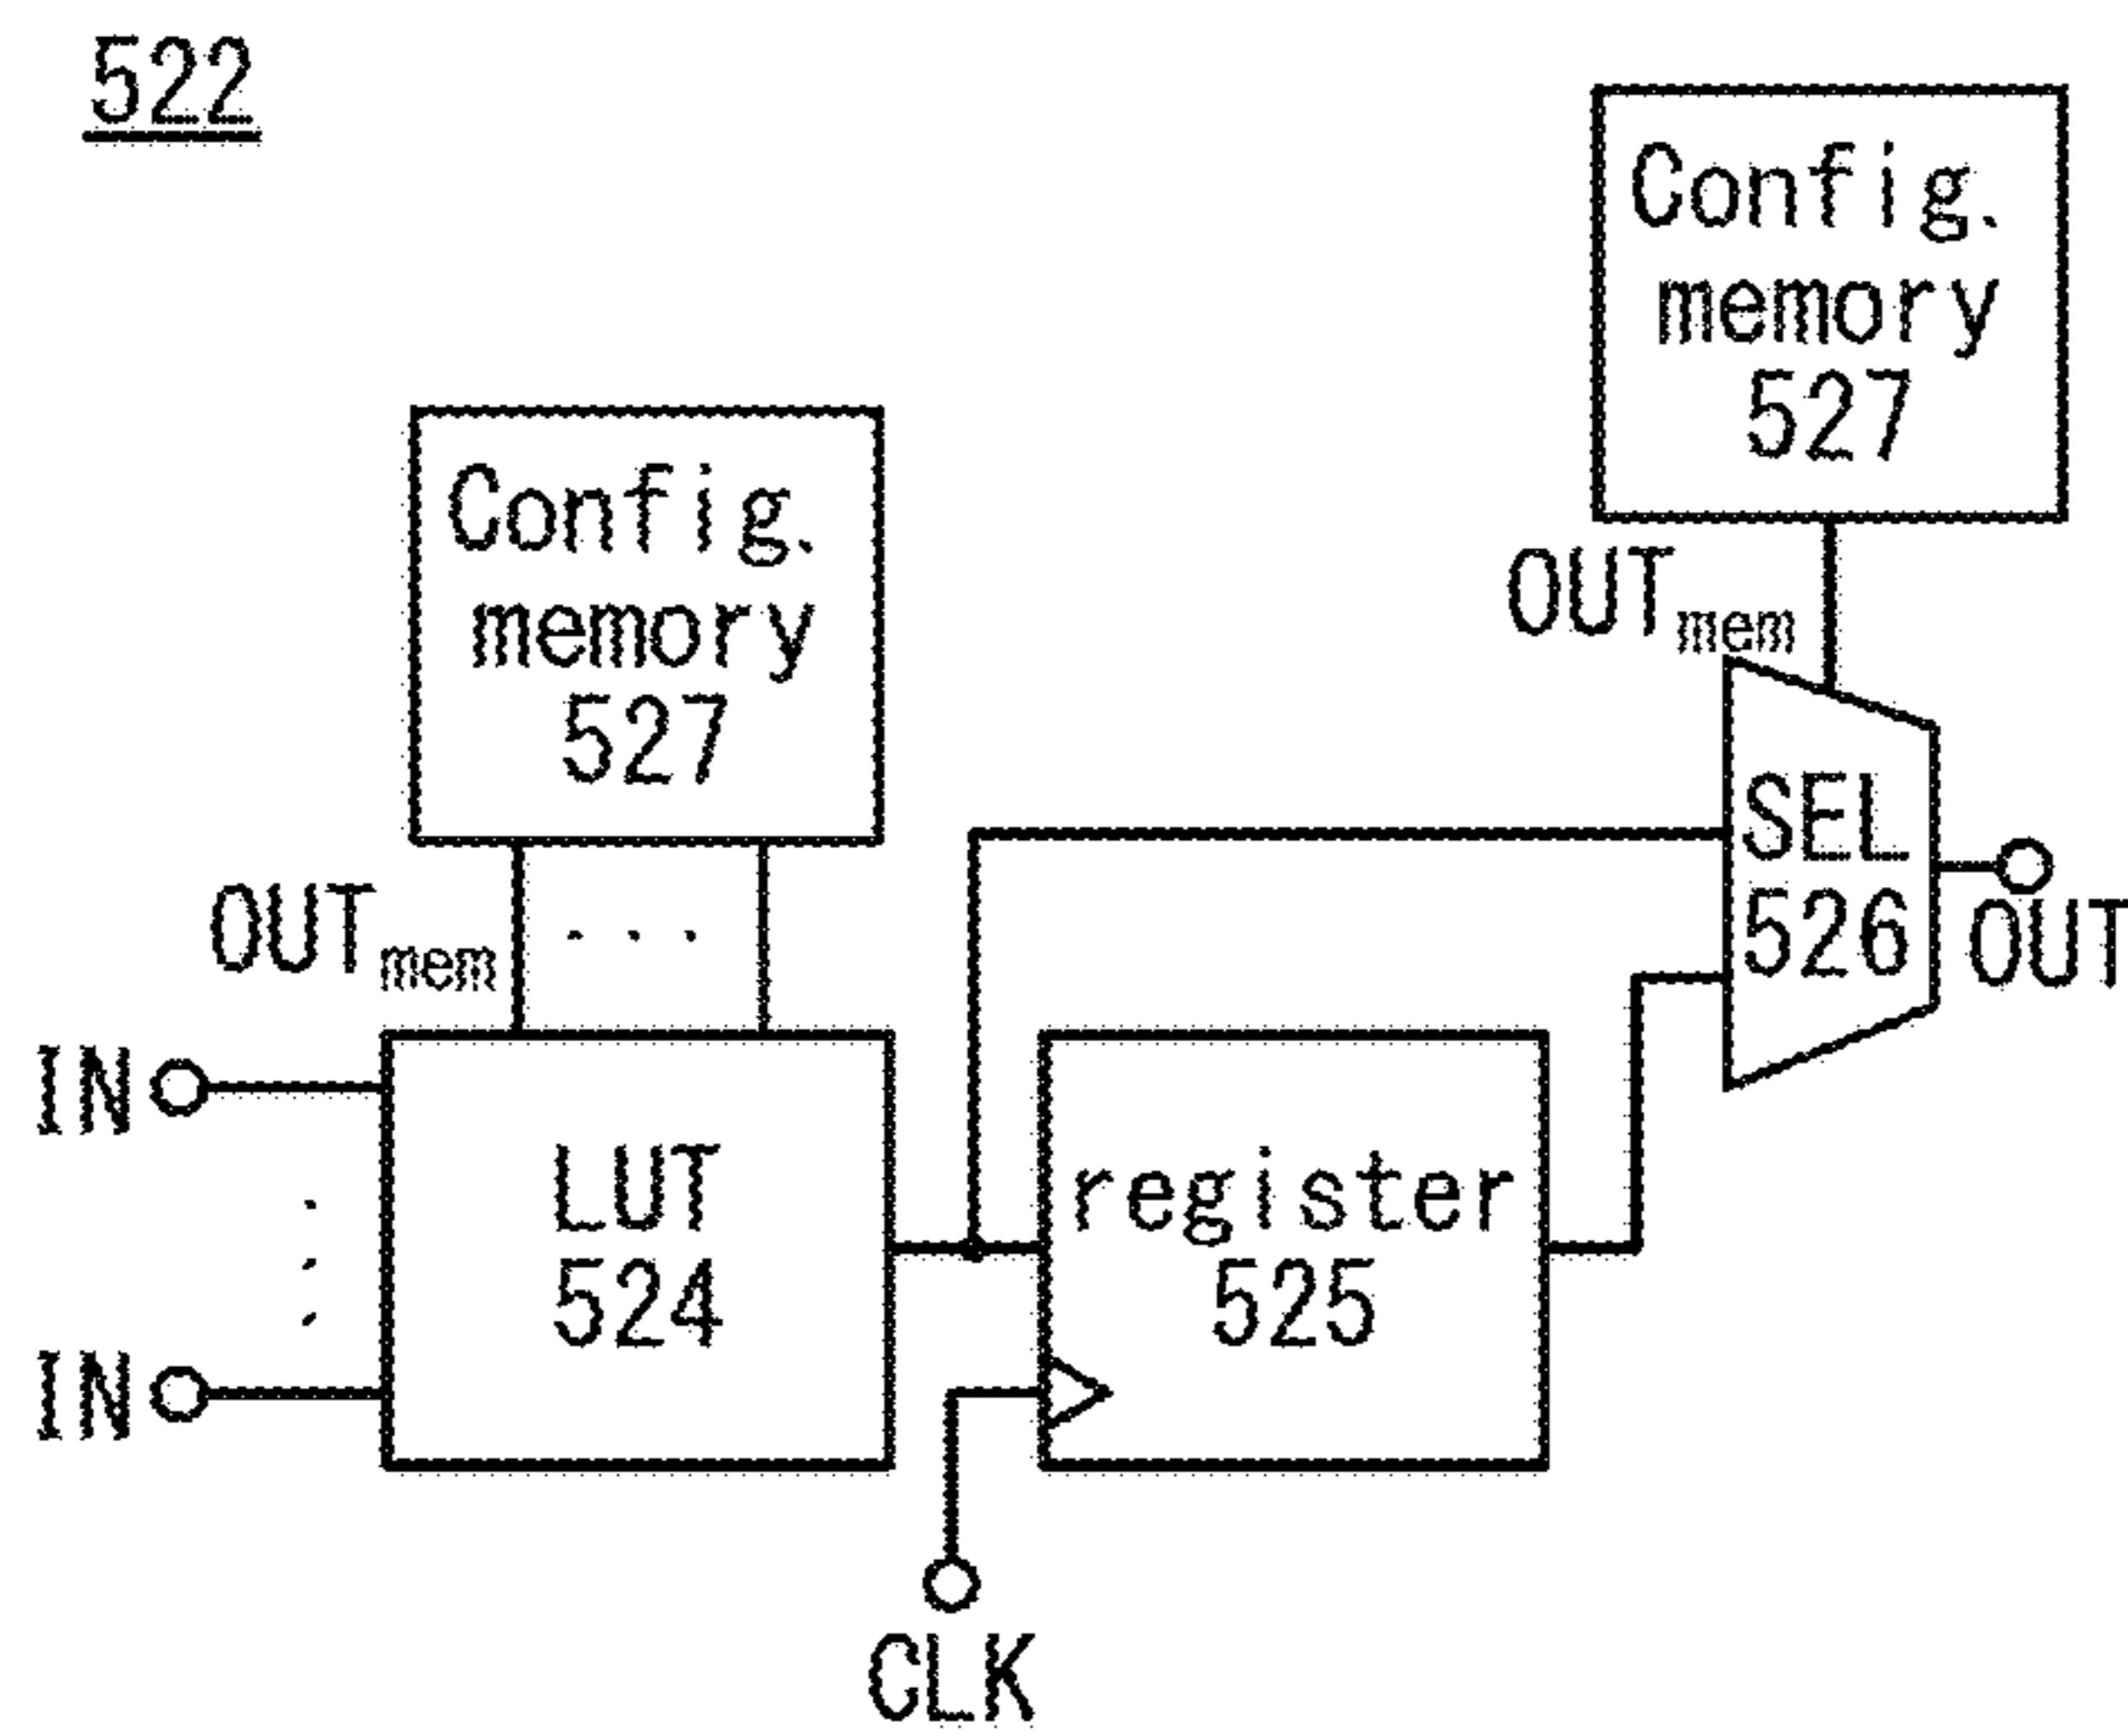 522
Config.
memory
527
OUTmem
Config.
memory
527
OUTmem
SEL
526
OUT
IN
IN
LUT
524
register
525
CLK